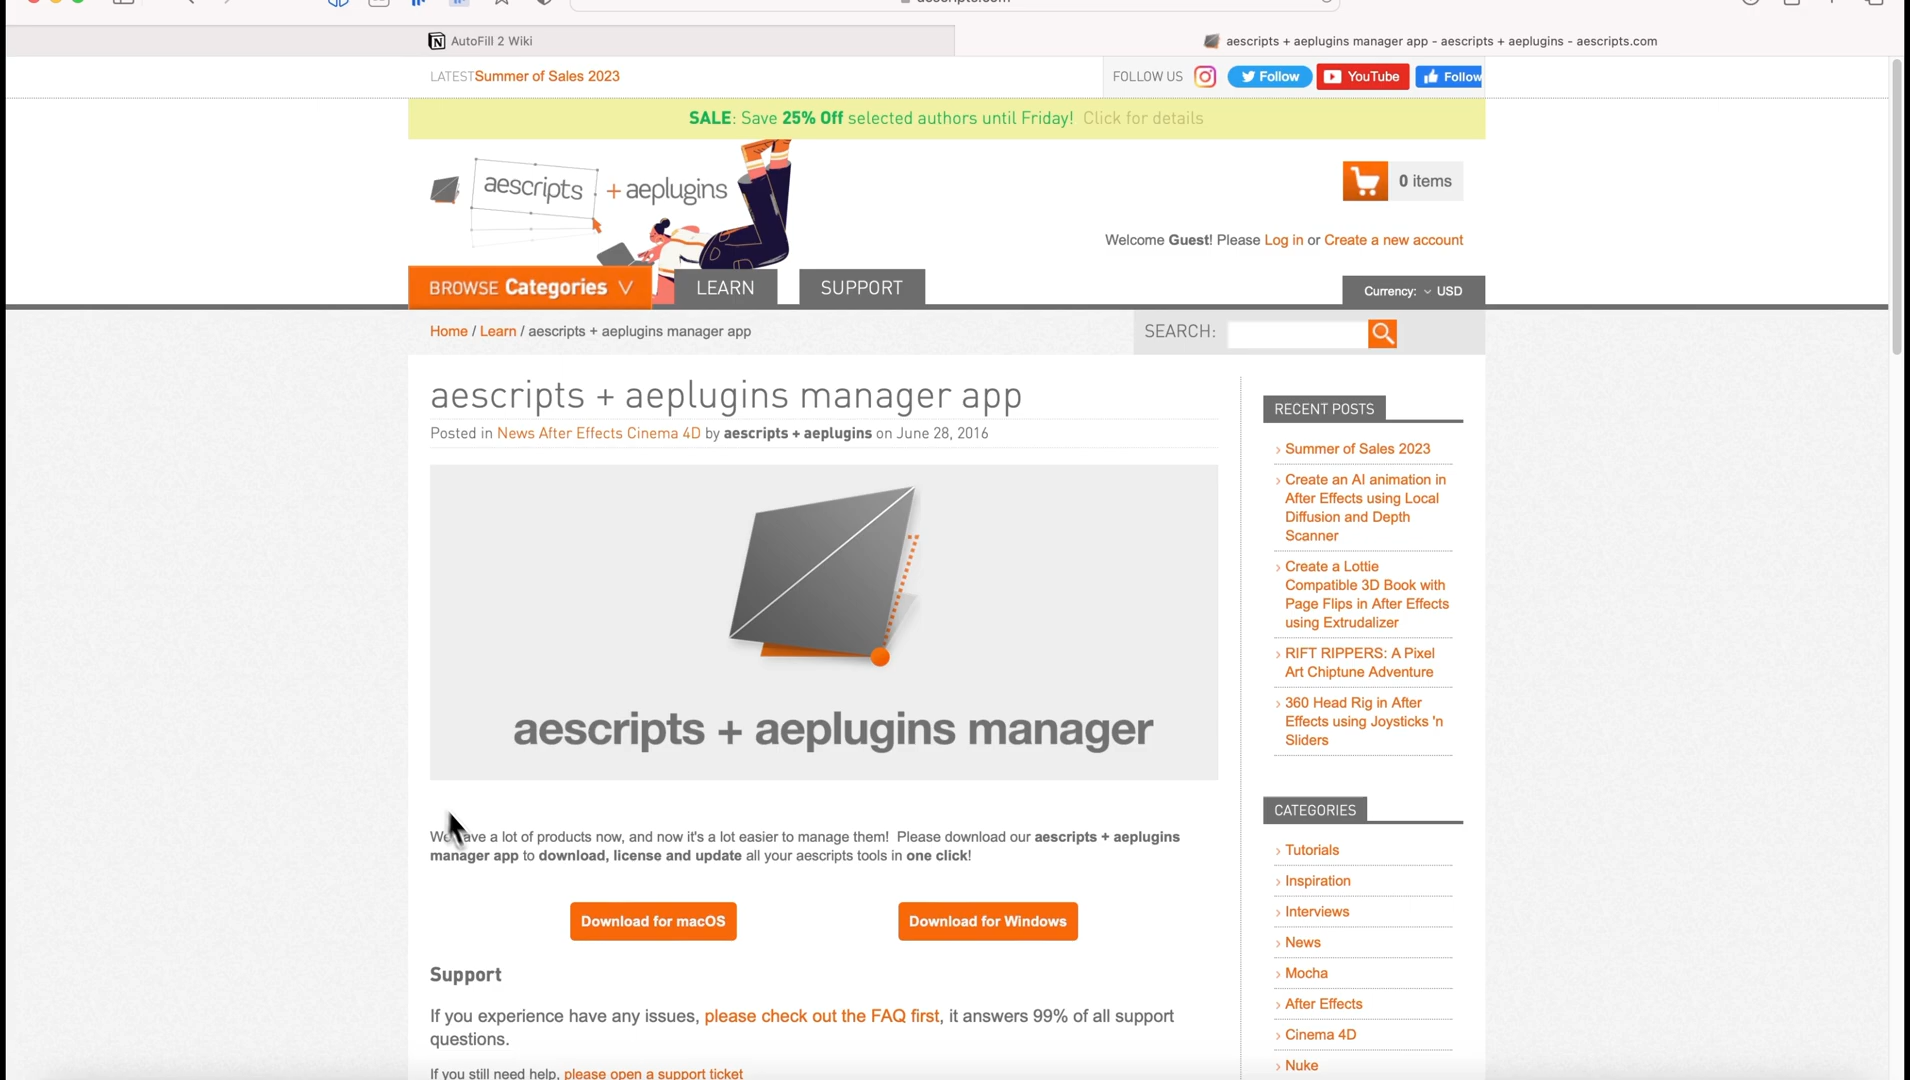 AutoFill 2 Wiki
aescripts + aeplugins manager app - aescripts + aeplugins - aescripts.com
LATEST Summer of Sales 2023
FOLLOW US
Follow
YouTube
Follow
SALE: Save 25% Off selected authors until Friday! Click for details
aescripts + aeplugins
0 items
Welcome Guest! Please Log in or Create a new account
BROWSE Categories
LEARN
SUPPORT
Currency: USD
Home / Learn / aescripts + aeplugins manager app
SEARCH:
aescripts + aeplugins manager app
Posted in News After Effects Cinema 4D by aescripts + aeplugins on June 28, 2016
aescripts + aeplugins manager
ave a lot of products now, and now it's a lot easier to manage them! Please download our aescripts + aeplugins
manager app to download, license and update all your aescripts tools in one click!
Download for macOS
Download for Windows
Support
If you experience have any issues, please check out the FAQ first, it answers 99% of all support
questions.
If you still need help, please open a support ticket
RECENT POSTS
› Summer of Sales 2023
› Create an AI animation in
After Effects using Local
Diffusion and Depth
Scanner
› Create a Lottie
Compatible 3D Book with
Page Flips in After Effects
using Extrudalizer
› RIFT RIPPERS: A Pixel
Art Chiptune Adventure
› 360 Head Rig in After
Effects using Joysticks 'n
Sliders
CATEGORIES
› Tutorials
› Inspiration
› Interviews
› News
› Mocha
› After Effects
› Cinema 4D
› Nuke